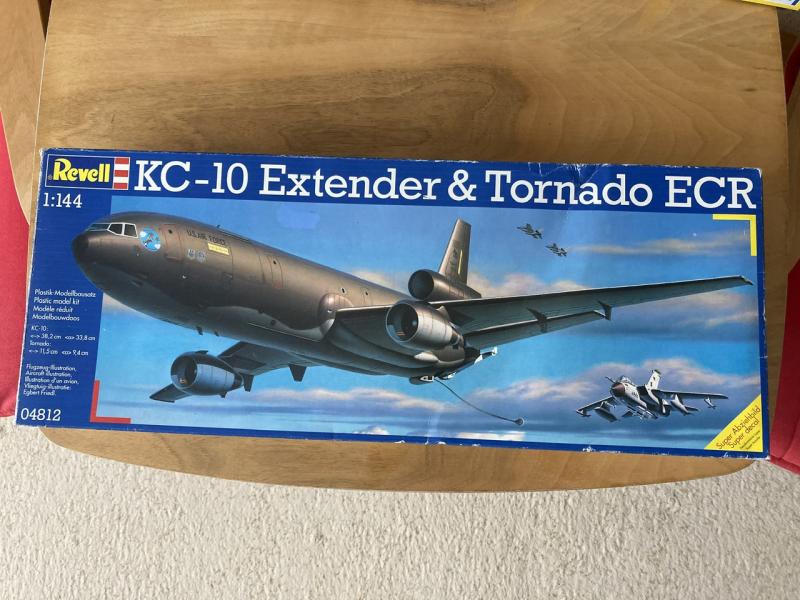 Revell
KC-10 Extender & Tornado ECR
1:144
U.S. AIR FORCE
Plastik-Modellbausatz
Plastic model kit
Modèle réduit
Modelbouwdoos
KC-10:
<--> 38,2 cm <o> 33,8 cm
Tornado:
<--> 11,5 cm <o> 9,4 cm
Flugzeug-Illustration,
Aircraft illustration,
Illustration d'un avion,
Vliegtuig-illustratie:
Egbert Friedl.
04812
Super Abziehbild
Super decal